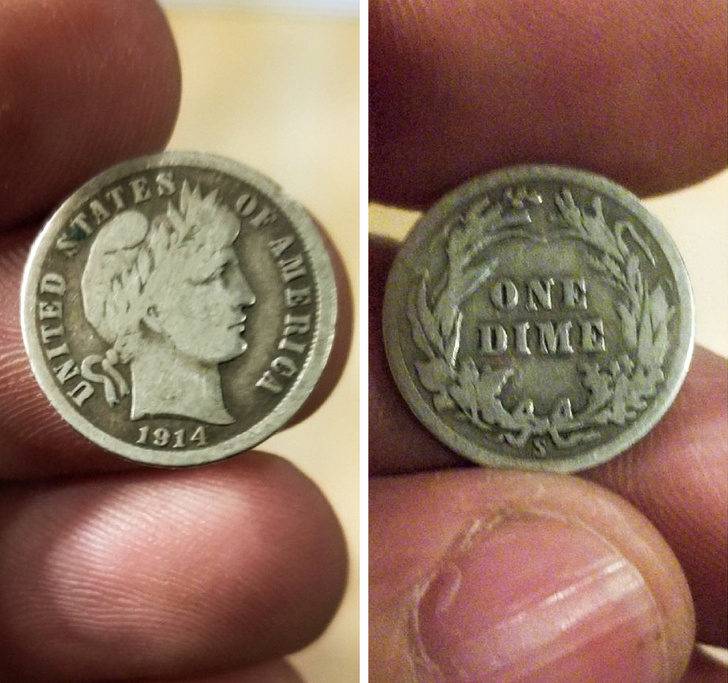 UNITED STATES OF AMERICA
1914
ONE
DIME
S